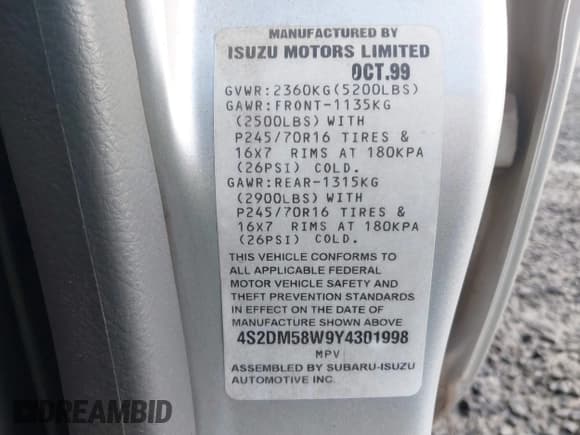 MANUFACTURED BY
ISUZU MOTORS LIMITED
OCT.99
GVWR:2360KG(5200LBS)
GAWR:FRONT-1135KG
(2500LBS) WITH
P245/70R16 TIRES &
16X7 RIMS AT 180KPA
(26PSI) COLD.
GAWR:REAR-1315KG
(2900LBS) WITH
P245/70R16 TIRES &
16X7 RIMS AT 180KPA
(26PSI) COLD.
THIS VEHICLE CONFORMS TO
ALL APPLICABLE FEDERAL
MOTOR VEHICLE SAFETY AND
THEFT PREVENTION STANDARDS
IN EFFECT ON THE DATE OF
MANUFACTURE SHOWN ABOVE
4S2DM58W9Y4301998
MPV
ASSEMBLED BY SUBARU-ISUZU
AUTOMOTIVE INC.
DREAMBID